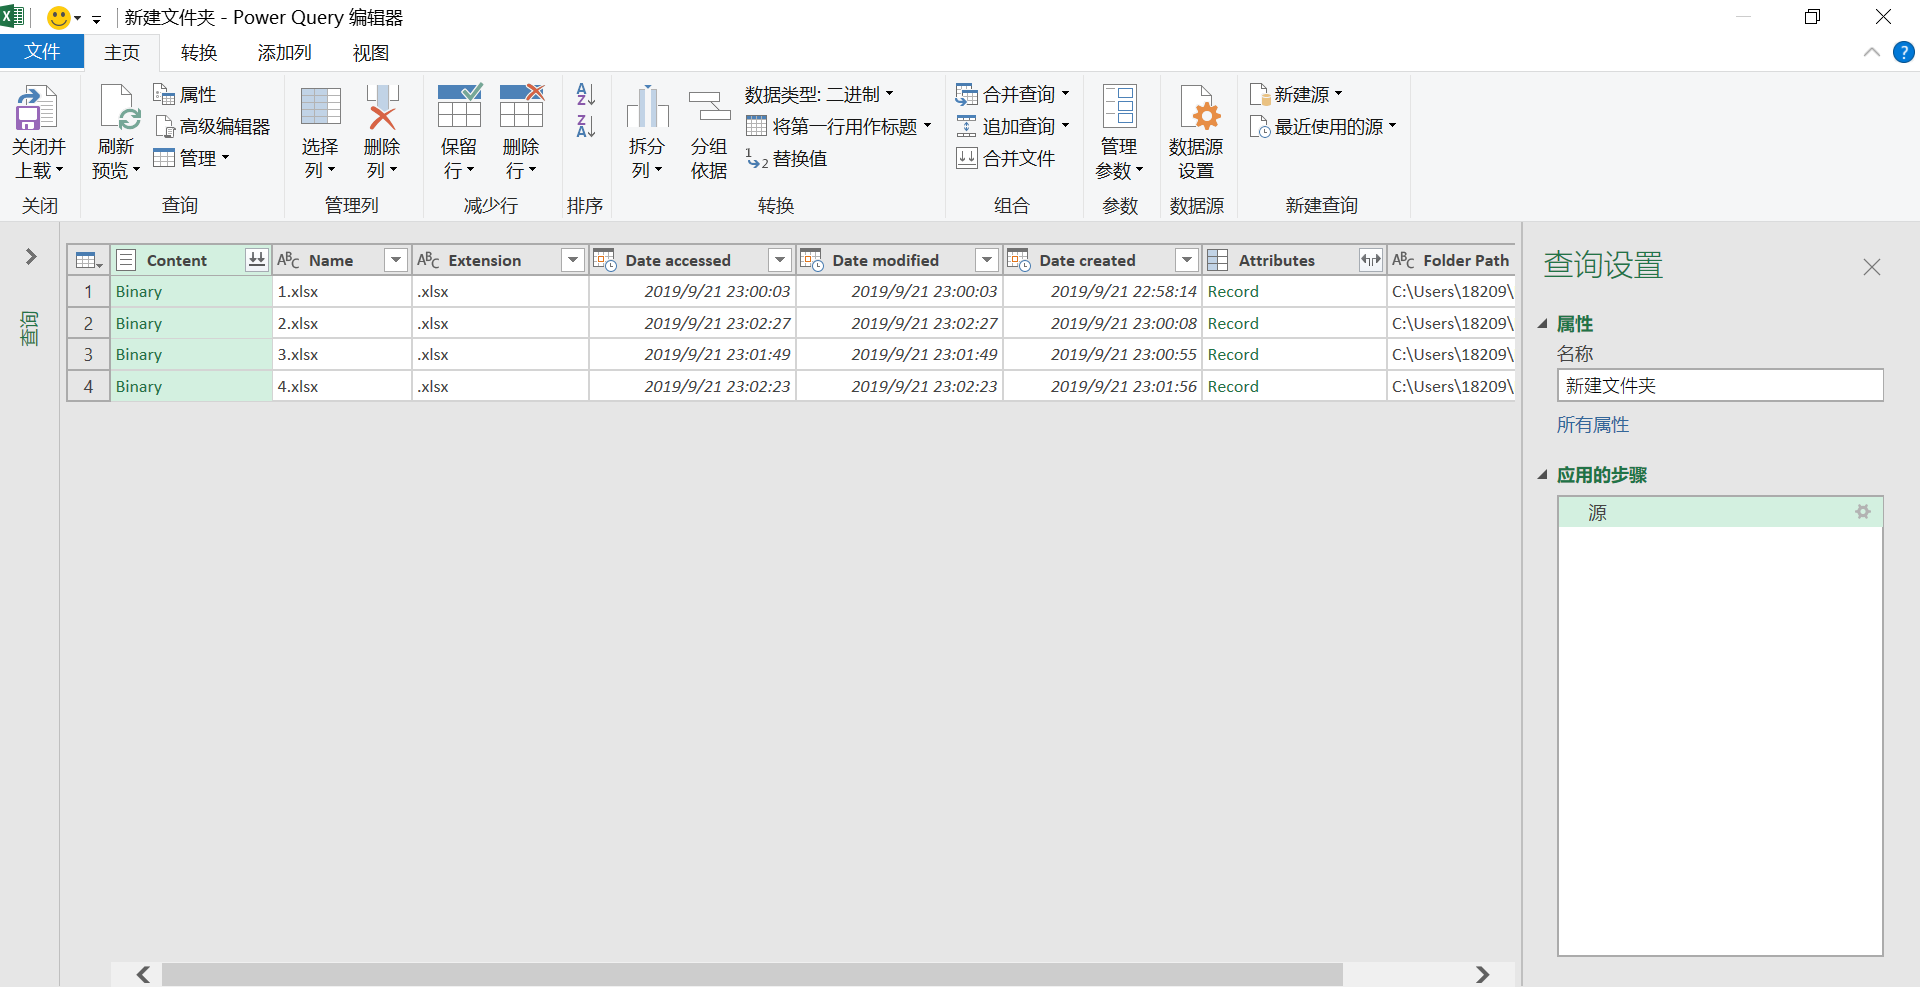 新建文件夹 - Power Query 编辑器
文件 主页 转换 添加列 视图
关闭并
上载
关闭
刷新
预览
属性
高级编辑器
管理
查询
选择
列
删除
列
管理列
保留
行
删除
行
减少行
排序
拆分
列
分组
依据
数据类型: 二进制
将第一行用作标题
替换值
转换
合并查询
追加查询
合并文件
组合
管理
参数
参数
数据源
设置
数据源
新建源
最近使用的源
新建查询
查询
Content Name Extension Date accessed Date modified Date created Attributes Folder Path
1 Binary 1.xlsx .xlsx 2019/9/21 23:00:03 2019/9/21 23:00:03 2019/9/21 22:58:14 Record C:\Users\18209\
2 Binary 2.xlsx .xlsx 2019/9/21 23:02:27 2019/9/21 23:02:27 2019/9/21 23:00:08 Record C:\Users\18209\
3 Binary 3.xlsx .xlsx 2019/9/21 23:01:49 2019/9/21 23:01:49 2019/9/21 23:00:55 Record C:\Users\18209\
4 Binary 4.xlsx .xlsx 2019/9/21 23:02:23 2019/9/21 23:02:23 2019/9/21 23:01:56 Record C:\Users\18209\
查询设置
属性
名称
新建文件夹
所有属性
应用的步骤
源